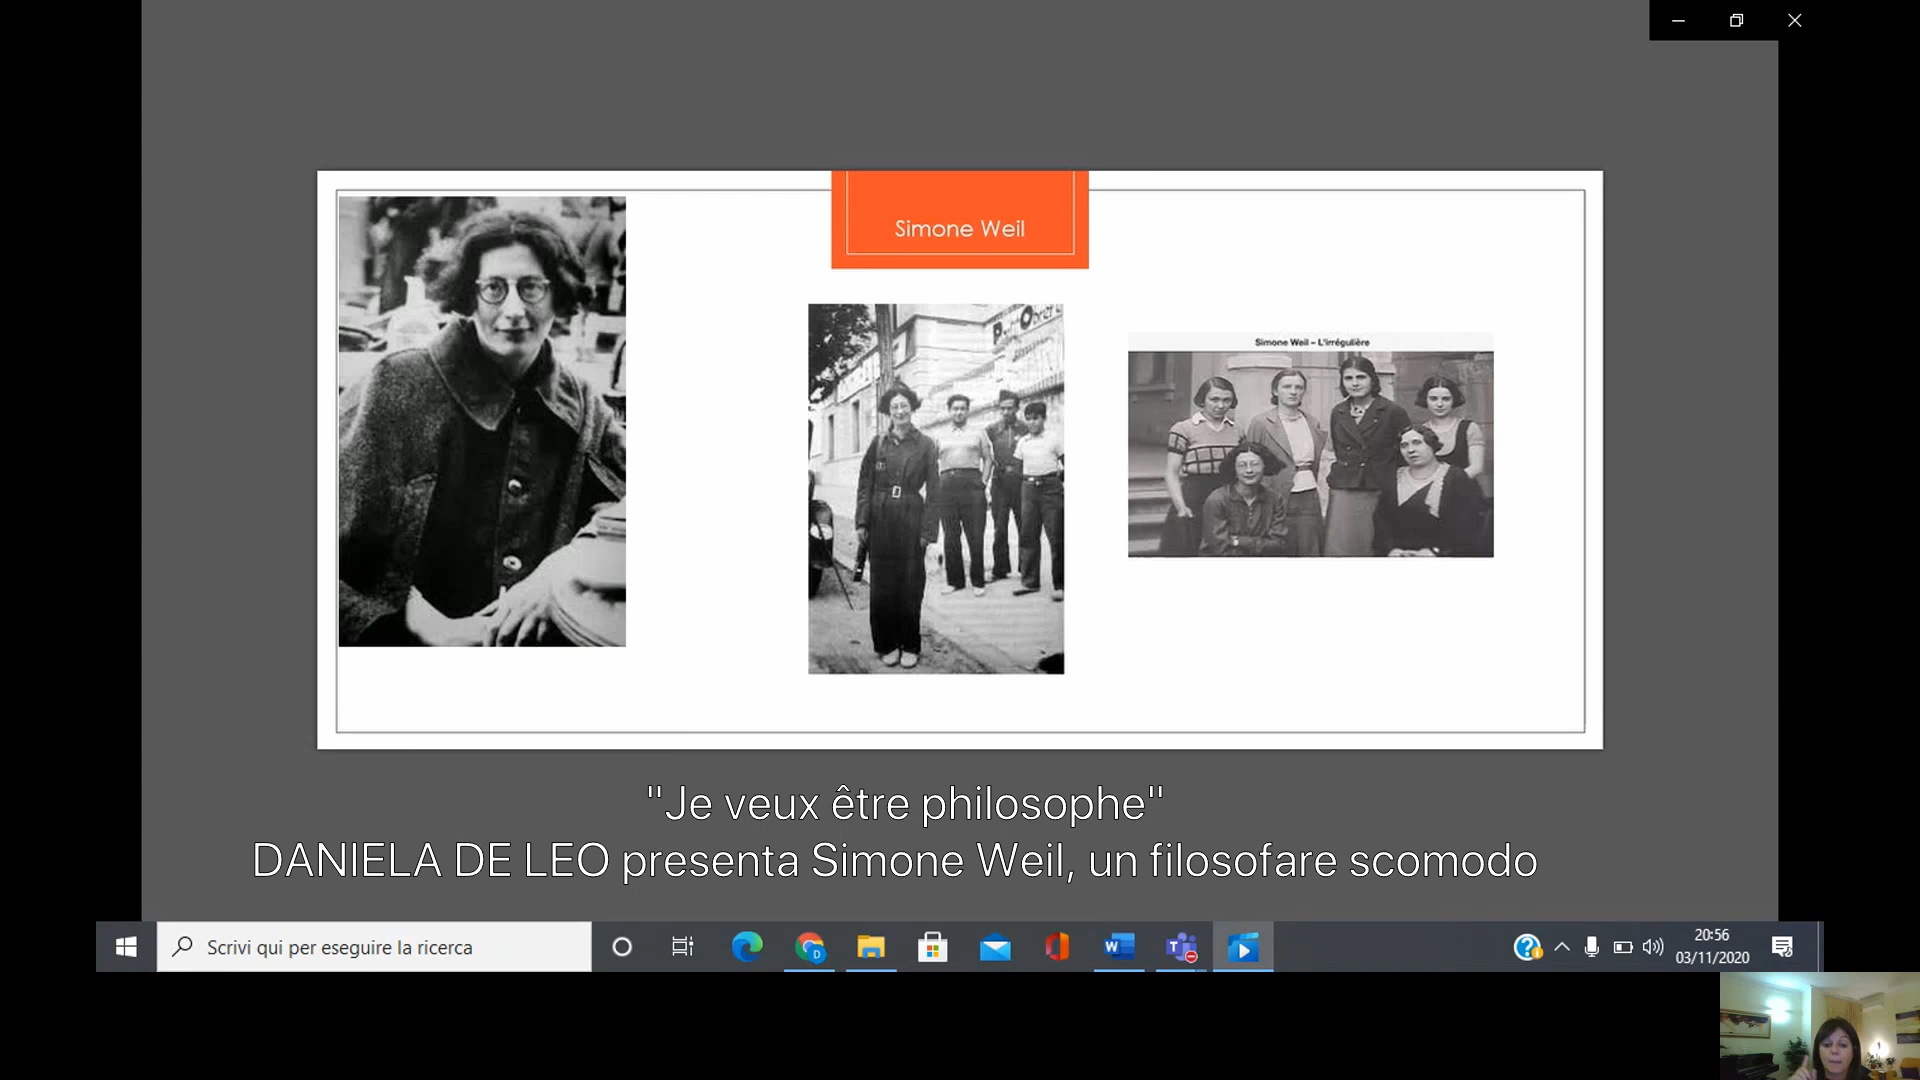 Simone Weil
Simone Weil – L'irrégulière
"Je veux être philosophe"
DANIELA DE LEO presenta Simone Weil, un filosofare scomodo
Scrivi qui per eseguire la ricerca
20:56
03/11/2020